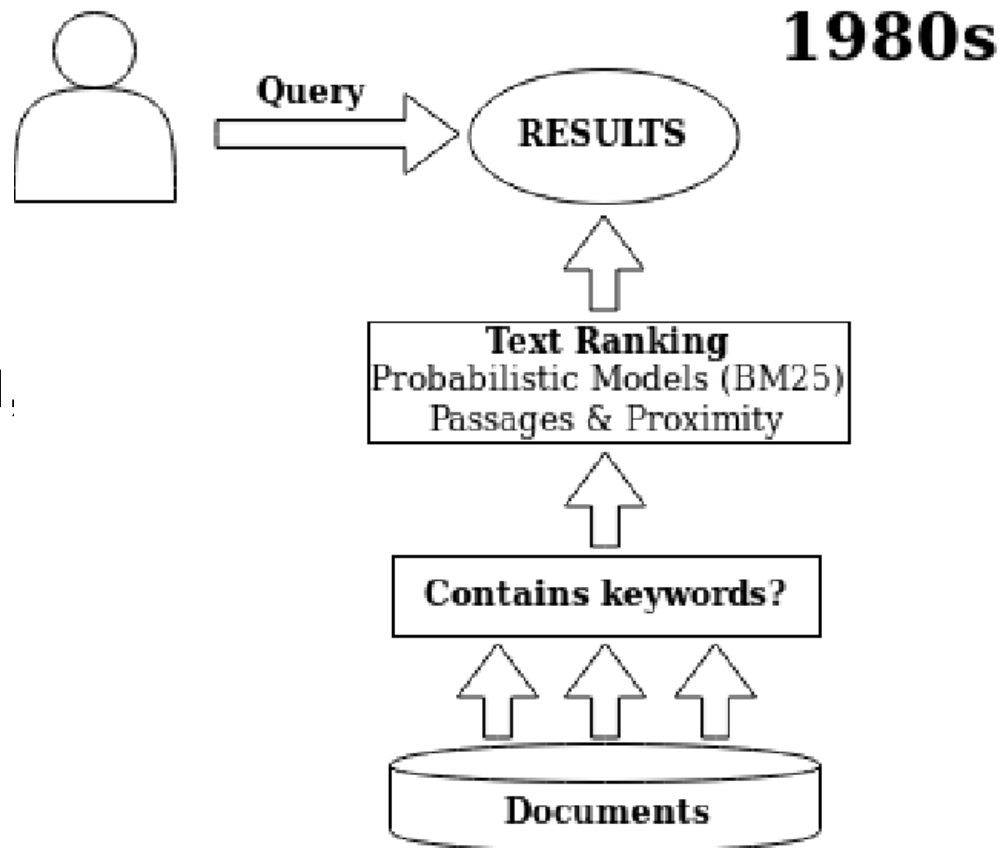 1980s
Query
RESULTS
Text Ranking
Probabilistic Models (BM25)
Passages & Proximity
Contains keywords?
Documents